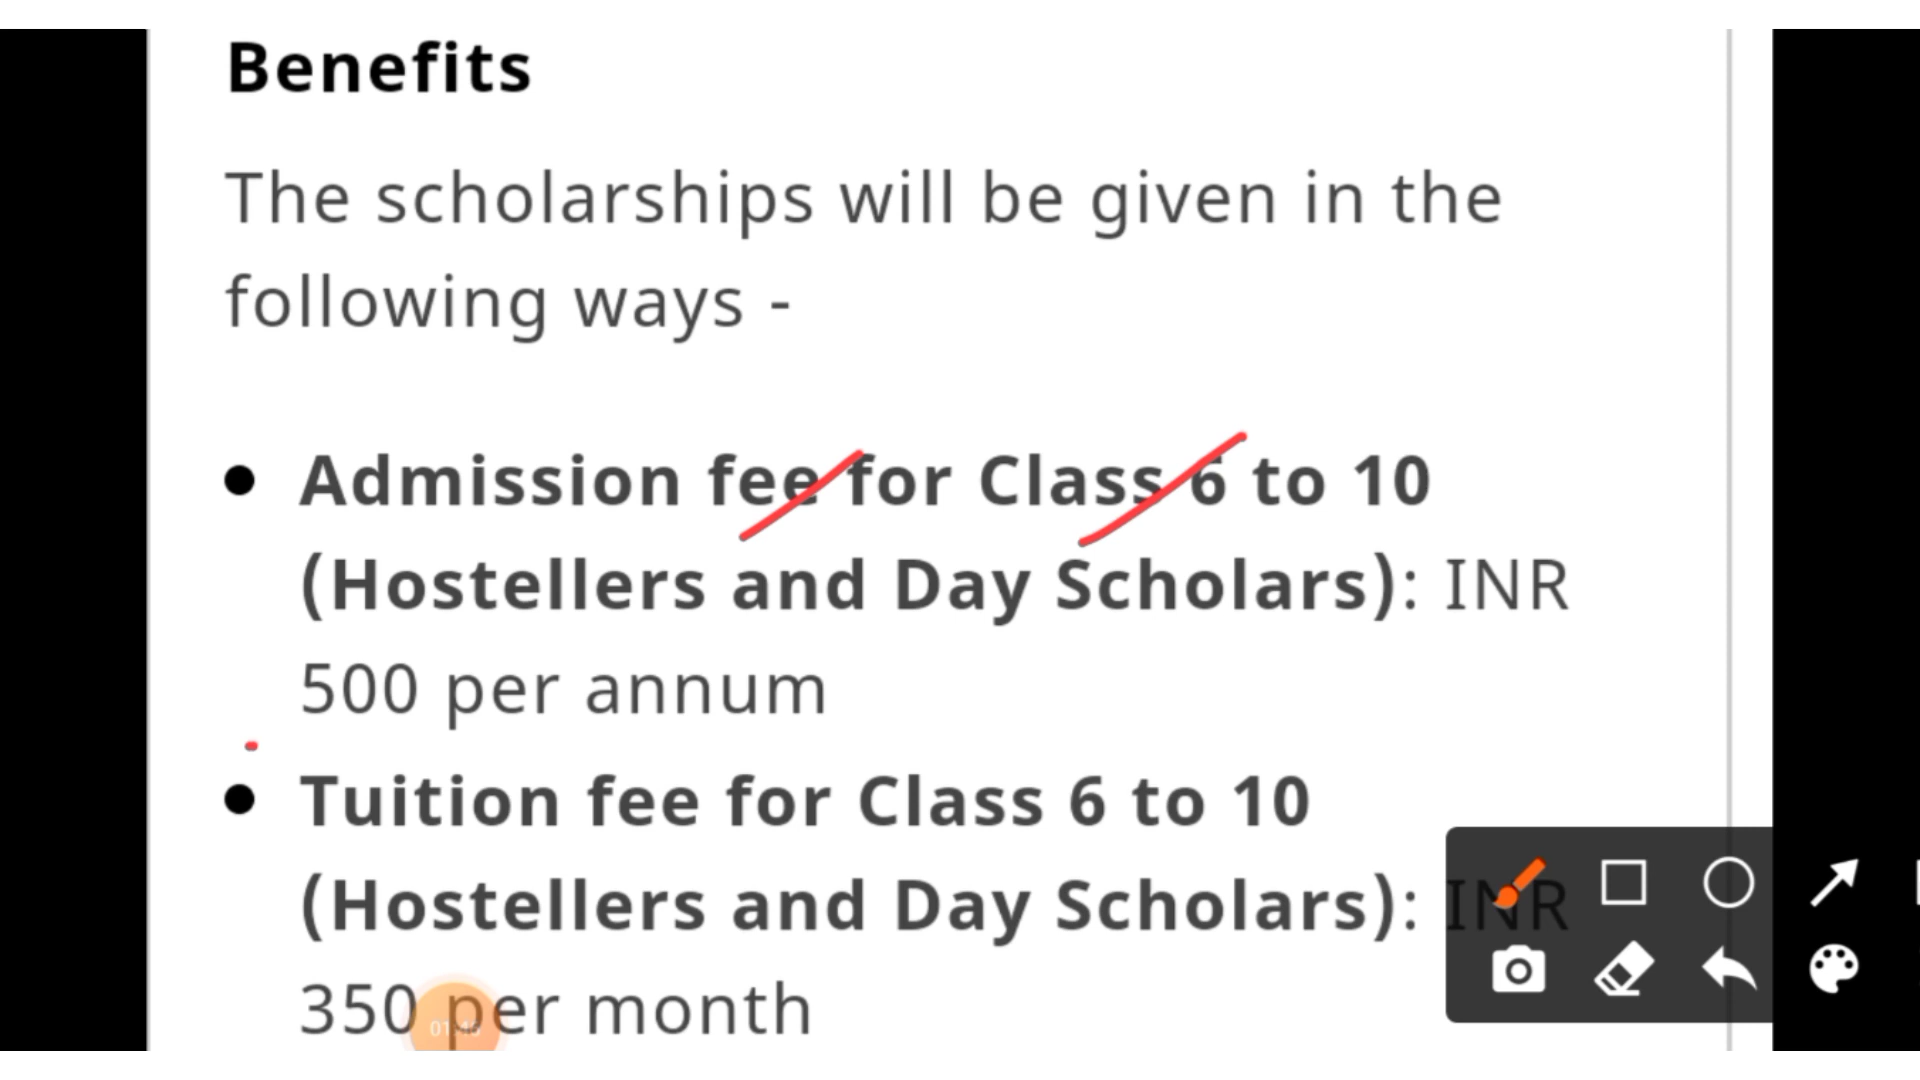 Benefits
The scholarships will be given in the
following ways -
Admission fee for Class 6 to 10
(Hostellers and Day Scholars): INR
500 per annum
Tuition fee for Class 6 to 10
(Hostellers and Day Scholars): INR
350 per month